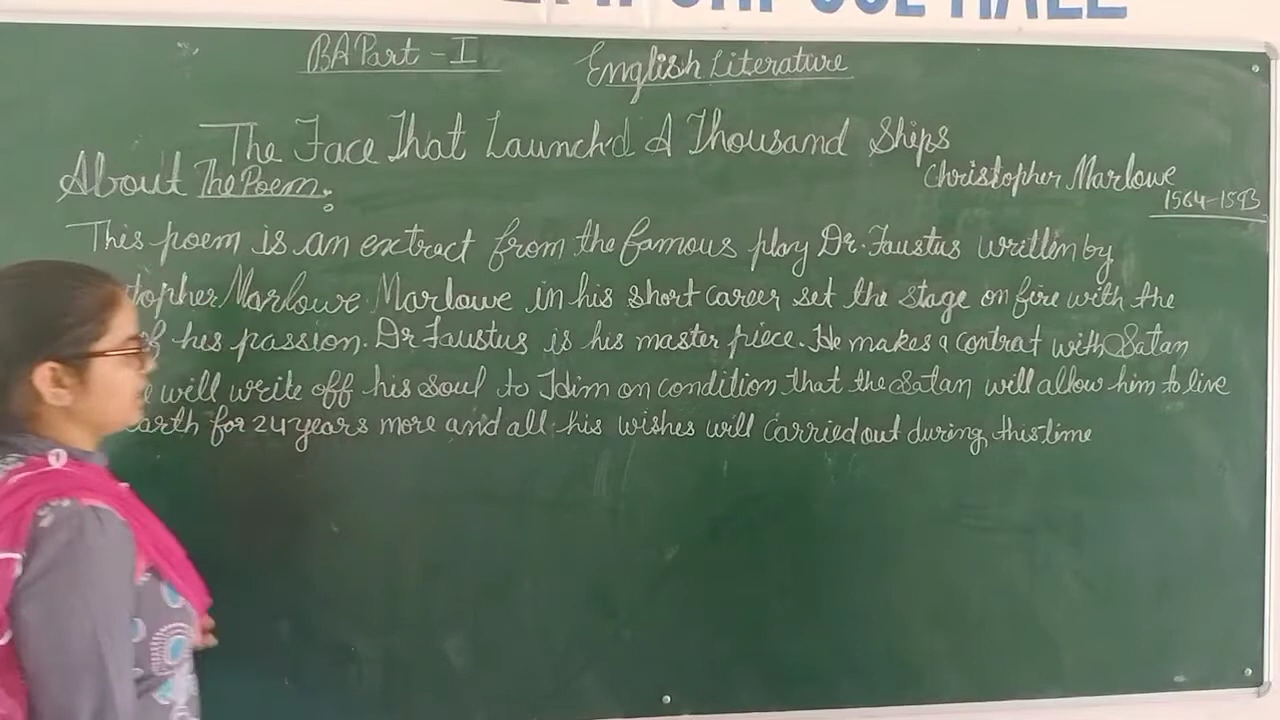 HALL
BA Part - I English Literature
The Face That Launch'd A Thousand Ships
About The Poem:
Christopher Marlowe
1564-1593
This poem is an extract from the famous play Dr. Faustus written by
topher Marlowe. Marlowe in his short career set the stage on fire with the
of his passion. Dr Faustus is his master piece. He makes a contrat with Satan
will write off his soul to Him on condition that the Satan will allow him to live
earth for 24 years more and all his wishes will carried out during this time